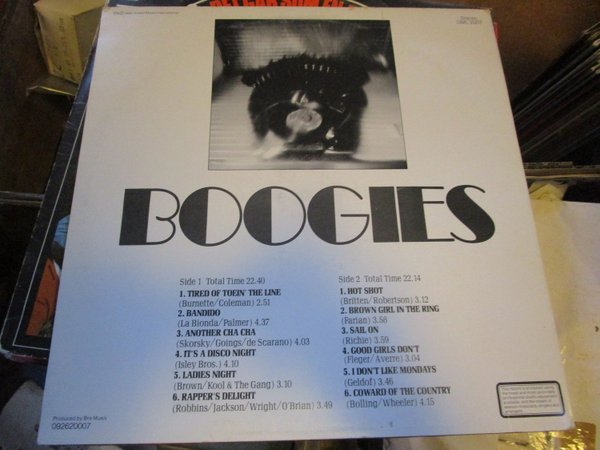 BOOGIES
Side 1 Total Time 22.40
1. TIRED OF TOEIN' THE LINE
(Burnette/Coleman) 2.51
2. BANDIDO
(La Bionda/Palmer) 4.37
3. ANOTHER CHA CHA
(Skorsky/Goings/de Scarano) 4.03
4. IT'S A DISCO NIGHT
(Isley Bros.) 4.10
5. LADIES NIGHT
(Brown/Kool & The Gang) 3.10
6. RAPPER'S DELIGHT
(Robbins/Jackson/Wright/O'Brian) 3.49
Side 2 Total Time 22.14
1. HOT SHOT
(Britten/Robertson) 3.12
2. BROWN GIRL IN THE RING
(Farian) 3.58
3. SAIL ON
(Richie) 3.59
4. GOOD GIRLS DON'T
(Fleger/Averre) 3.04
5. I DON'T LIKE MONDAYS
(Geldof) 3.46
6. COWARD OF THE COUNTRY
(Bolling/Wheeler) 4.15
Produced by Bire Music
092620007